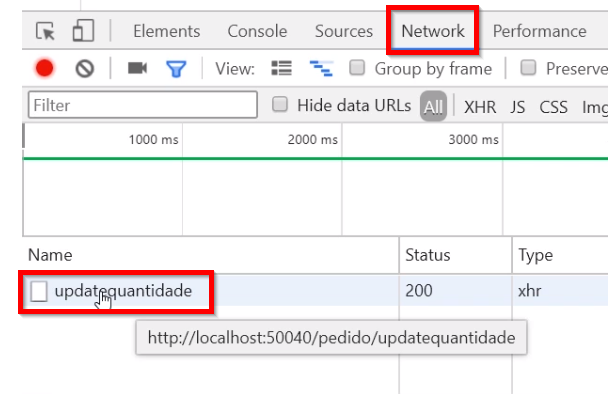 Elements Console Sources Network Performance
View: Group by frame Preserve
Filter Hide data URLs All XHR JS CSS Img
1000 ms 2000 ms 3000 ms
Name Status Type
updatequantidade 200 xhr
http://localhost:50040/pedido/updatequantidade